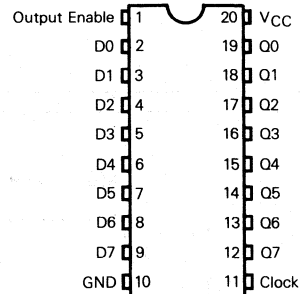 Output Enable 1 20 VCC
D0 2 19 Q0
D1 3 18 Q1
D2 4 17 Q2
D3 5 16 Q3
D4 6 15 Q4
D5 7 14 Q5
D6 8 13 Q6
D7 9 12 Q7
GND 10 11 Clock